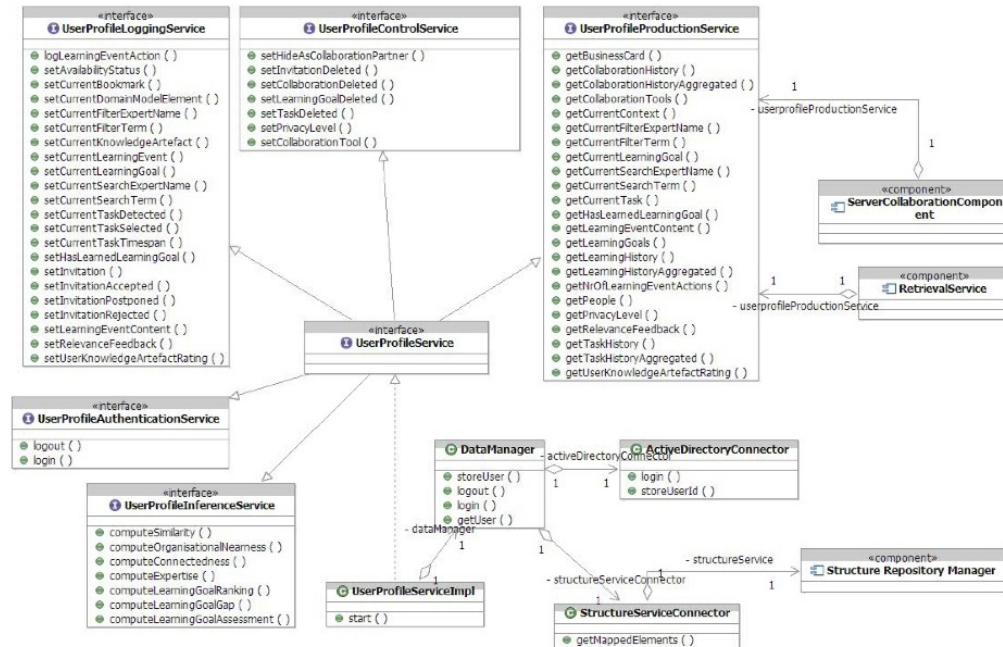 «interface»
UserProfileLoggingService
logLearningEventAction ( )
setAvailabilityStatus ( )
setCurrentBookmark ( )
setCurrentDomainModelElement ( )
setCurrentFilterExpertName ( )
setCurrentFilterTerm ( )
setCurrentKnowledgeArtefact ( )
setCurrentLearningEvent ( )
setCurrentLearningGoal ( )
setCurrentSearchExpertName ( )
setCurrentSearchTerm ( )
setCurrentTaskDetected ( )
setCurrentTaskSelected ( )
setCurrentTaskTimespan ( )
setHasLearnedLearningGoal ( )
setInvitation ( )
setInvitationAccepted ( )
setInvitationPostponed ( )
setInvitationRejected ( )
setLearningEventContent ( )
setRelevanceFeedback ( )
setUserKnowledgeArtefactRating ( )
«interface»
UserProfileControlService
setHideAsCollaborationPartner ( )
setInvitationDeleted ( )
setCollaborationDeleted ( )
setLearningGoalDeleted ( )
setTaskDeleted ( )
setPrivacyLevel ( )
setCollaborationTool ( )
«interface»
UserProfileProductionService
getBusinessCard ( )
getCollaborationHistory ( )
getCollaborationHistoryAggregated ( )
getCollaborationTools ( )
getCurrentContext ( )
getCurrentFilterExpertName ( )
getCurrentFilterTerm ( )
getCurrentLearningGoal ( )
getCurrentSearchExpertName ( )
getCurrentSearchTerm ( )
getCurrentTask ( )
getHasLearnedLearningGoal ( )
getLearningEventContent ( )
getLearningGoals ( )
getLearningHistory ( )
getLearningHistoryAggregated ( )
getNrOfLearningEventActions ( )
getPeople ( )
getPrivacyLevel ( )
getRelevanceFeedback ( )
getTaskHistory ( )
getTaskHistoryAggregated ( )
getUserKnowledgeArtefactRating ( )
1
- userprofileProductionService
1
«component»
ServerCollaborationCompon
ent
1
1
- userprofileProductionService
«component»
RetrievalService
«interface»
UserProfileService
«interface»
UserProfileAuthenticationService
logout ( )
login ( )
«interface»
UserProfileInferenceService
computeSimilarity ( )
computeOrganisationalNearness ( )
computeConnectedness ( )
computeExpertise ( )
computeLearningGoalRanking ( )
computeLearningGoalGap ( )
computeLearningGoalAssessment ( )
DataManager
storeUser ( )
logout ( )
login ( )
getUser ( )
- activeDirectoryConnector
1
1
ActiveDirectoryConnector
login ( )
storeUserId ( )
- dataManager
1
1
UserProfileServiceImpl
start ( )
1
- structureServiceConnector
1
StructureServiceConnector
getMappedElements ( )
- structureService
1
1
«component»
Structure Repository Manager